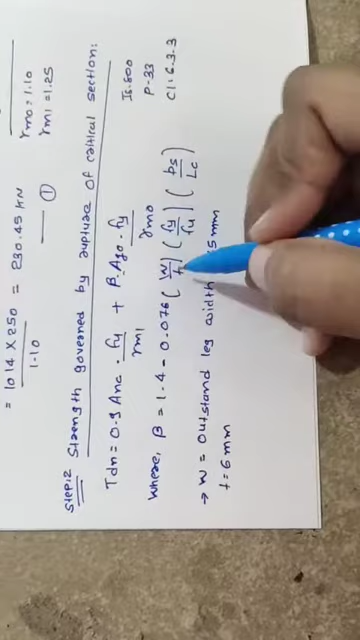 = 1014 × 250 / 1.10 = 230.45 KN
γm0 = 1.10
γm1 = 1.25
①
Step:2 Strength governed by rupture of critical section:
Tdn = 0.9 Anc · fu / γm1 + β · Ago · fy / γm0
Is.800
P-33
Cl:6.3.3
Where, β = 1.4 - 0.076 (W/t) (fy/fu) (bs/Lc)
→ W = outstand leg width 5mm
t = 6mm